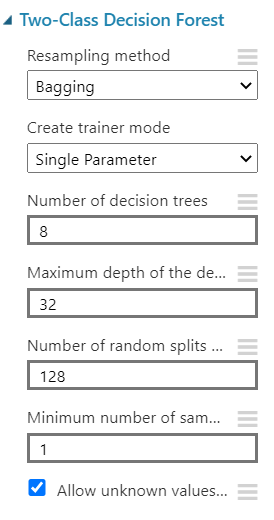 Two-Class Decision Forest
Resampling method
Bagging
Create trainer mode
Single Parameter
Number of decision trees
8
Maximum depth of the de...
32
Number of random splits ...
128
Minimum number of sam...
1
Allow unknown values...